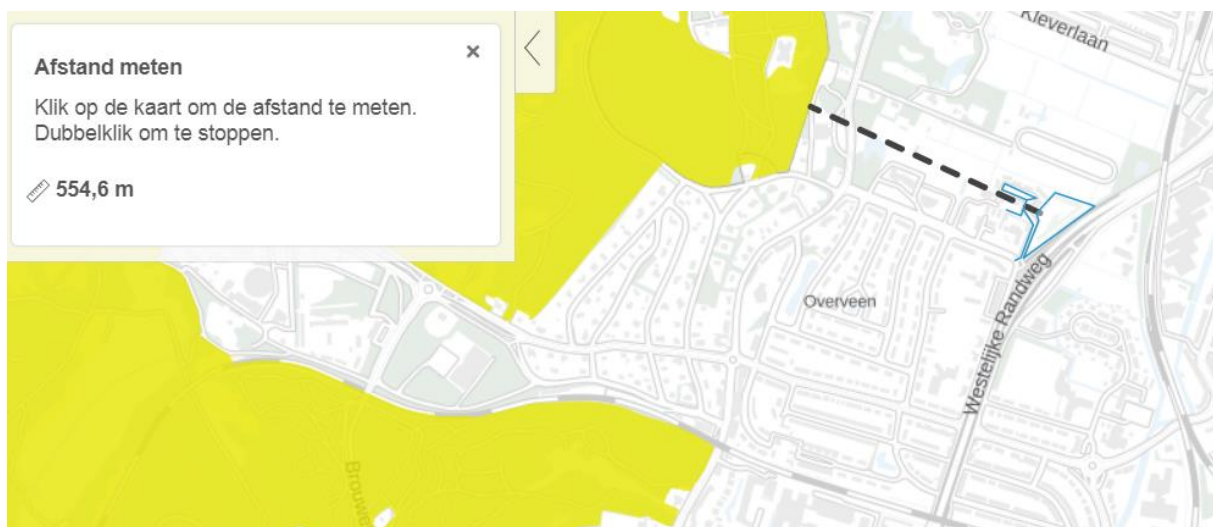 Afstand meten
Klik op de kaart om de afstand te meten.
Dubbelklik om te stoppen.
554,6 m
Kleverlaan
Overveen
Westelijke Randweg
Brouwe